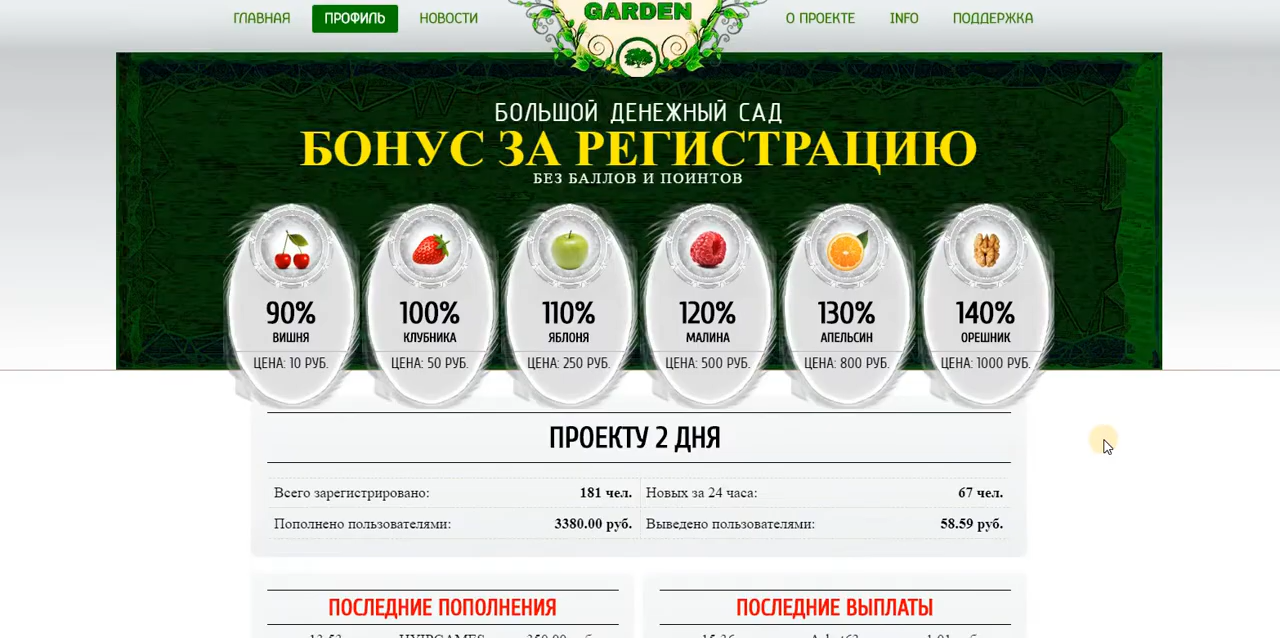 ГЛАВНАЯ ПРОФИЛЬ НОВОСТИ GARDEN О ПРОЕКТЕ INFO ПОДДЕРЖКА
БОЛЬШОЙ ДЕНЕЖНЫЙ САД
БОНУС ЗА РЕГИСТРАЦИЮ
БЕЗ БАЛЛОВ И ПОИНТОВ
90% 100% 110% 120% 130% 140%
ВИШНЯ КЛУБНИКА ЯБЛОНЯ МАЛИНА АПЕЛЬСИН ОРЕШНИК
ЦЕНА: 10 РУБ. ЦЕНА: 50 РУБ. ЦЕНА: 250 РУБ. ЦЕНА: 500 РУБ. ЦЕНА: 800 РУБ. ЦЕНА: 1000 РУБ.
ПРОЕКТУ 2 ДНЯ
Всего зарегистрировано: 181 чел. Новых за 24 часа: 67 чел.
Пополнено пользователями: 3380.00 руб. Выведено пользователями: 58.59 руб.
ПОСЛЕДНИЕ ПОПОЛНЕНИЯ ПОСЛЕДНИЕ ВЫПЛАТЫ